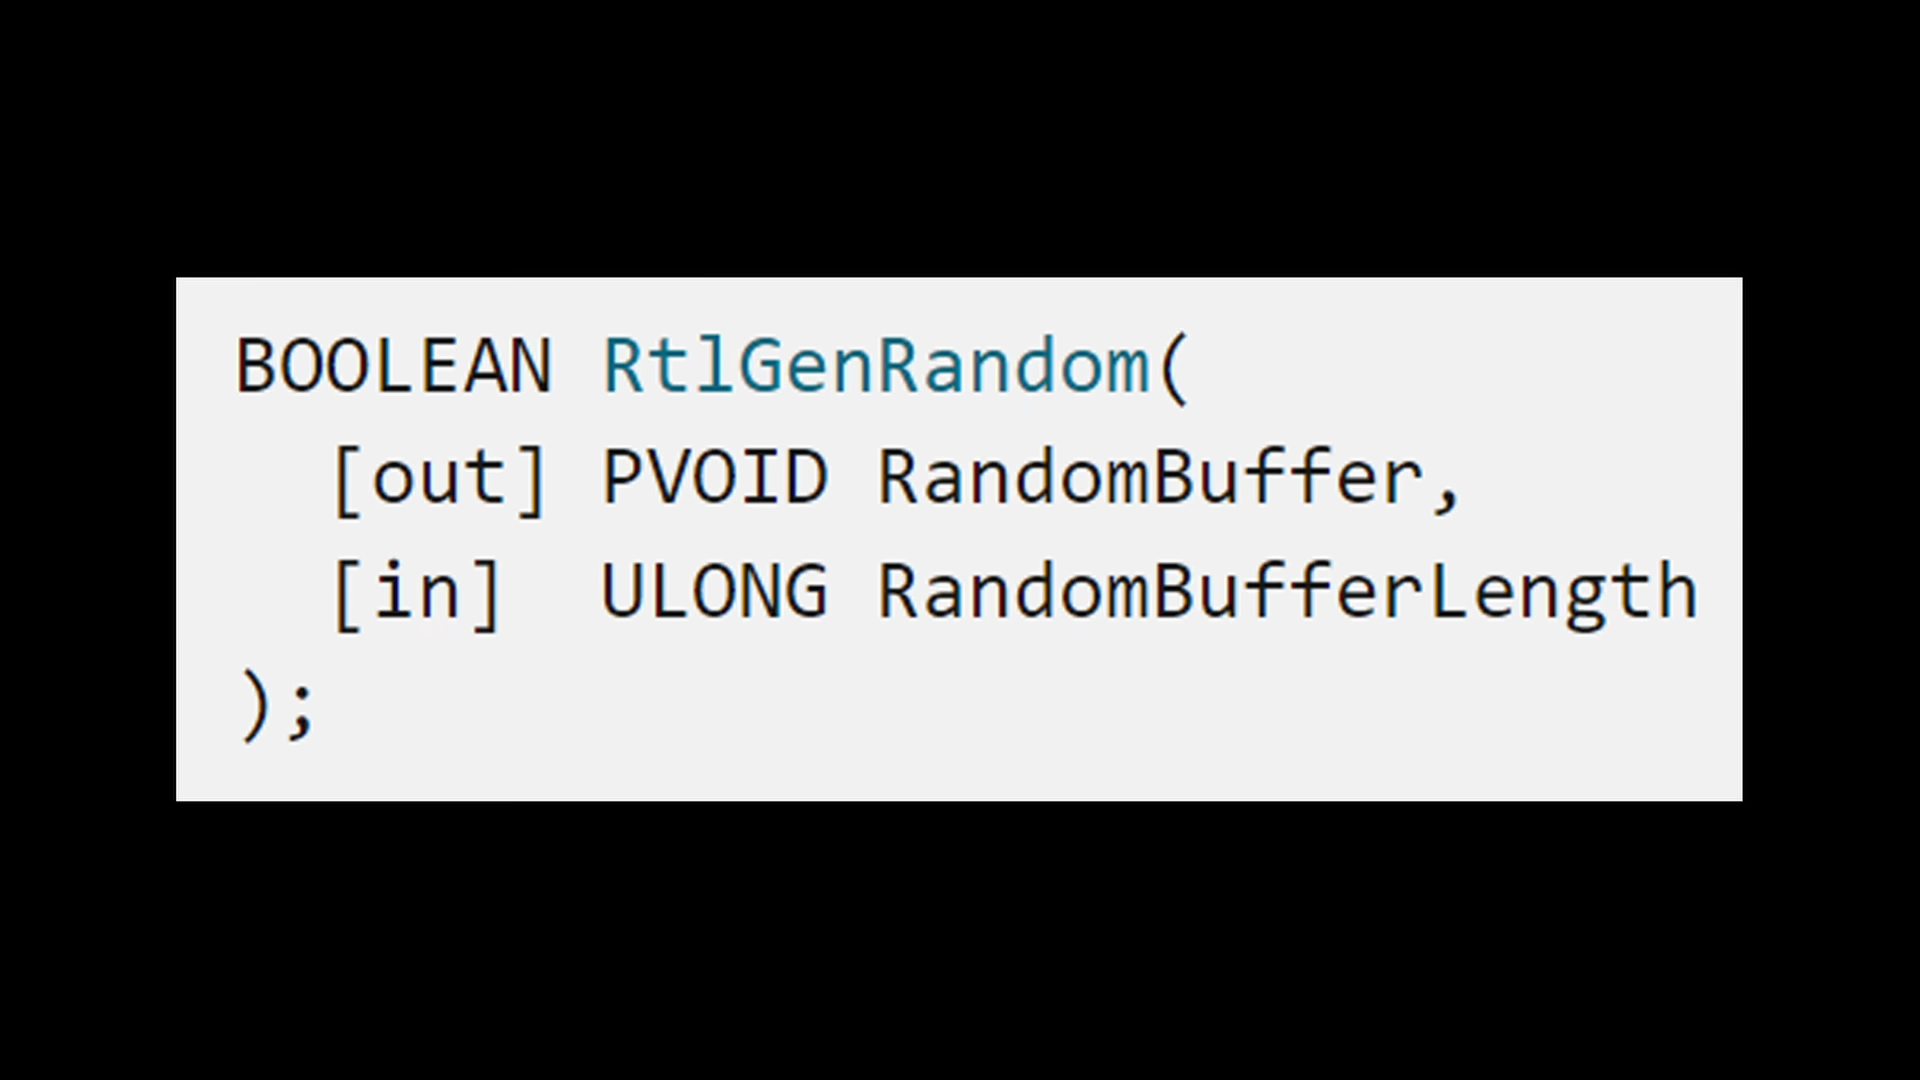 BOOLEAN RtlGenRandom(
[out] PVOID RandomBuffer,
[in]  ULONG RandomBufferLength
);